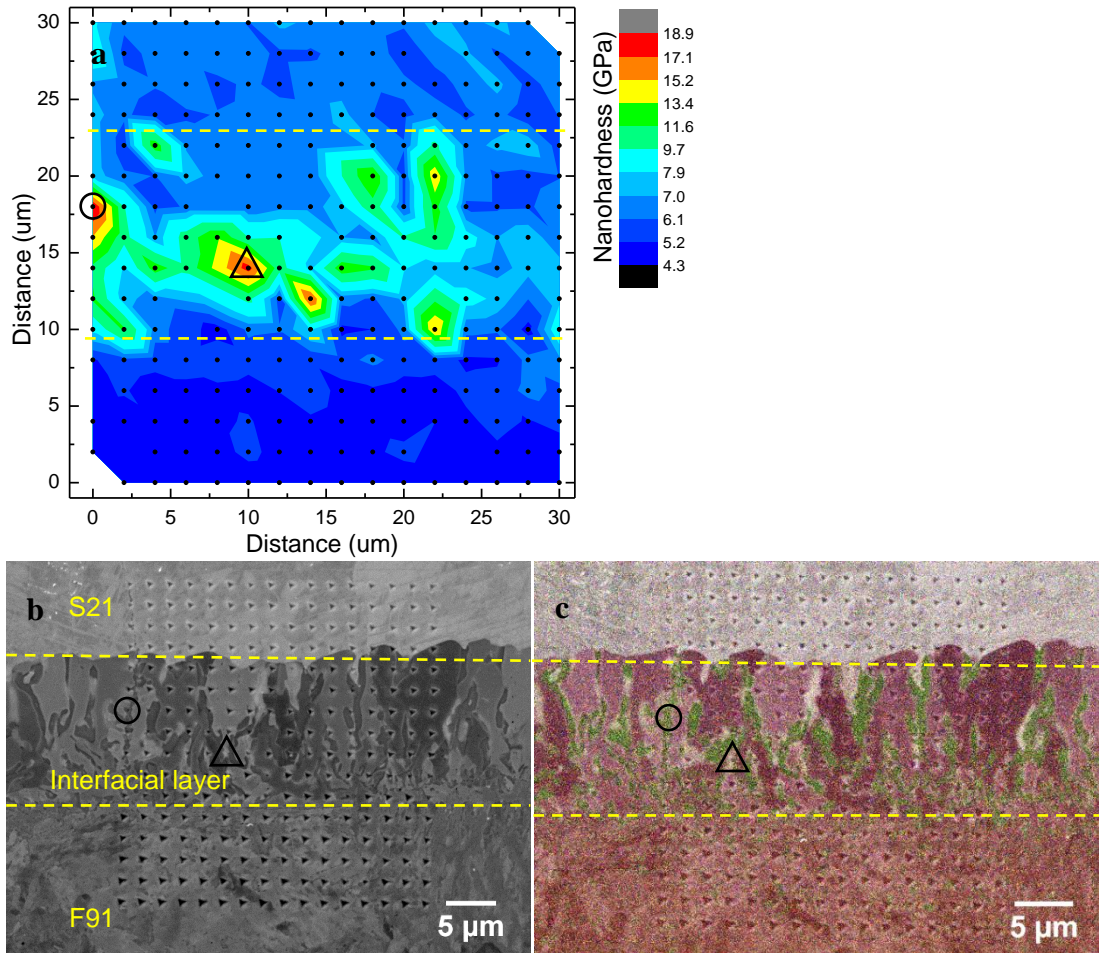 a
30
25
20
15
10
5
0
Distance (um)
0 5 10 15 20 25 30
Distance (um)
Nanohardness (GPa)
18.9
17.1
15.2
13.4
11.6
9.7
7.9
7.0
6.1
5.2
4.3
b
S21
Interfacial layer
F91
5 μm
c
5 μm